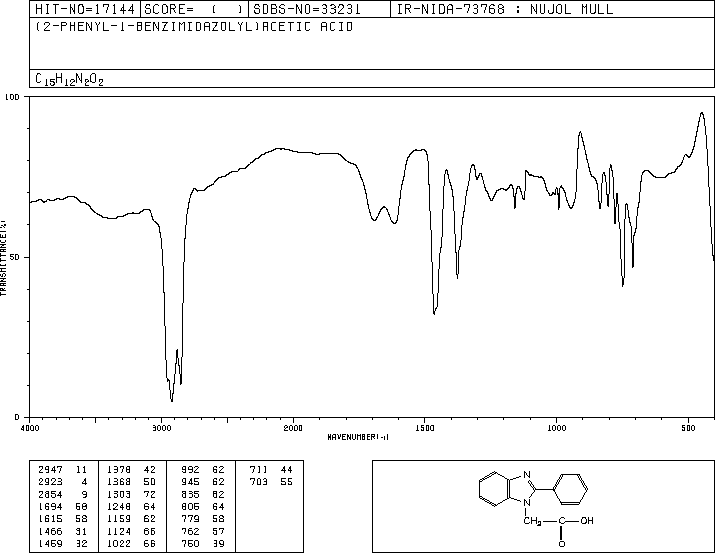 HIT-NO=17144 SCORE= ( ) SDBS-NO=33231 IR-NIDA-73768 : NUJOL MULL
(2-PHENYL-1-BENZIMIDAZOLYL)ACETIC ACID
C15H12N2O2
100
50
0
TRANSMITTANCE(%)
4000 3000 2000 1500 1000 500
WAVENUMBER(-1)
2947 11 1378 42 992 62 711 44
2923 4 1368 50 945 62 703 55
2854 9 1303 72 835 62
1694 60 1248 64 805 64
1615 58 1159 62 779 58
1466 31 1124 66 762 57
1459 32 1022 66 750 39
N
N
CH2 C OH
O